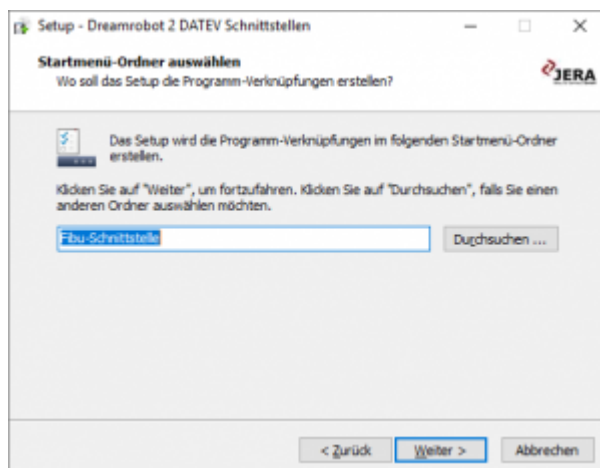 Setup - Dreamrobot 2 DATEV Schnittstellen
Startmenü-Ordner auswählen
Wo soll das Setup die Programm-Verknüpfungen erstellen?
JERA
Das Setup wird die Programm-Verknüpfungen im folgenden Startmenü-Ordner
erstellen.
Klicken Sie auf "Weiter", um fortzufahren. Klicken Sie auf "Durchsuchen", falls Sie einen
anderen Ordner auswählen möchten.
Fibu-Schnittstelle
Durchsuchen ...
< Zurück
Weiter >
Abbrechen